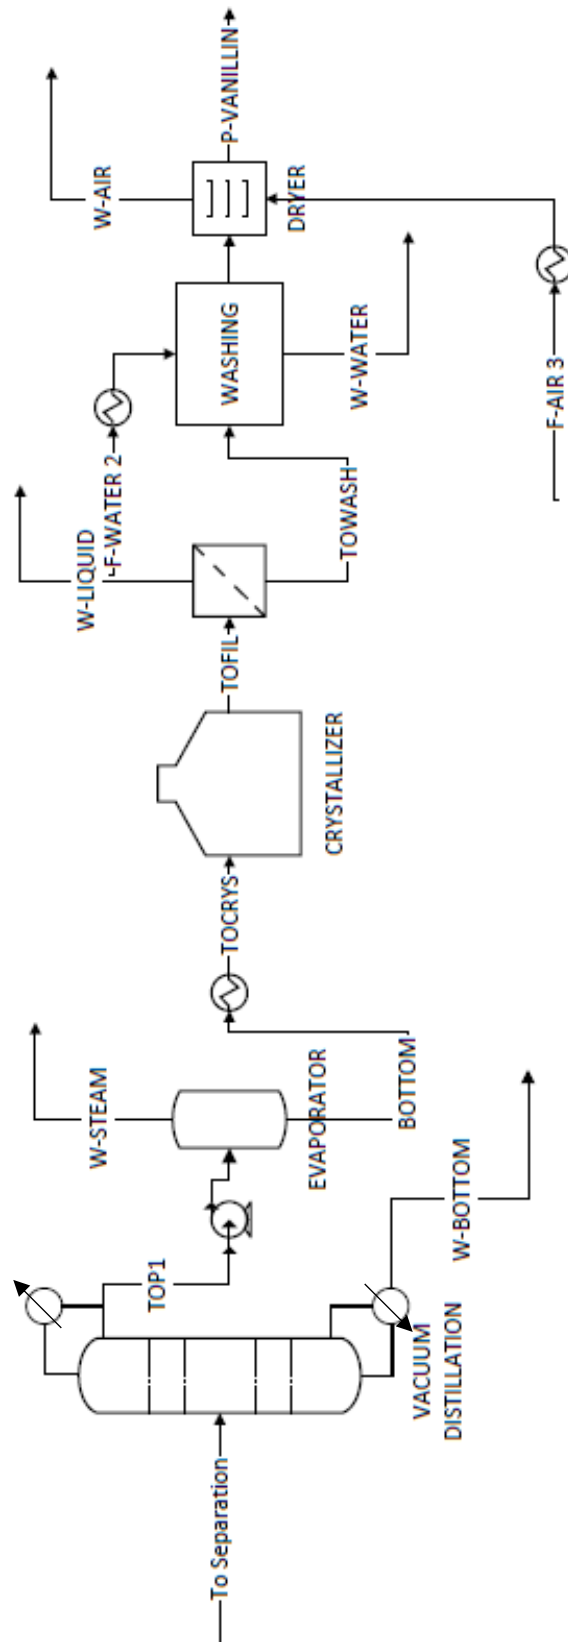 To Separation
VACUUM
DISTILLATION
TOP1
W-BOTTOM
W-STEAM
EVAPORATOR
BOTTOM
TOCRYS
CRYSTALLIZER
TOFIL
W-LIQUID
TOWASH
F-WATER 2
WASHING
W-WATER
F-AIR 3
DRYER
W-AIR
P-VANILLIN